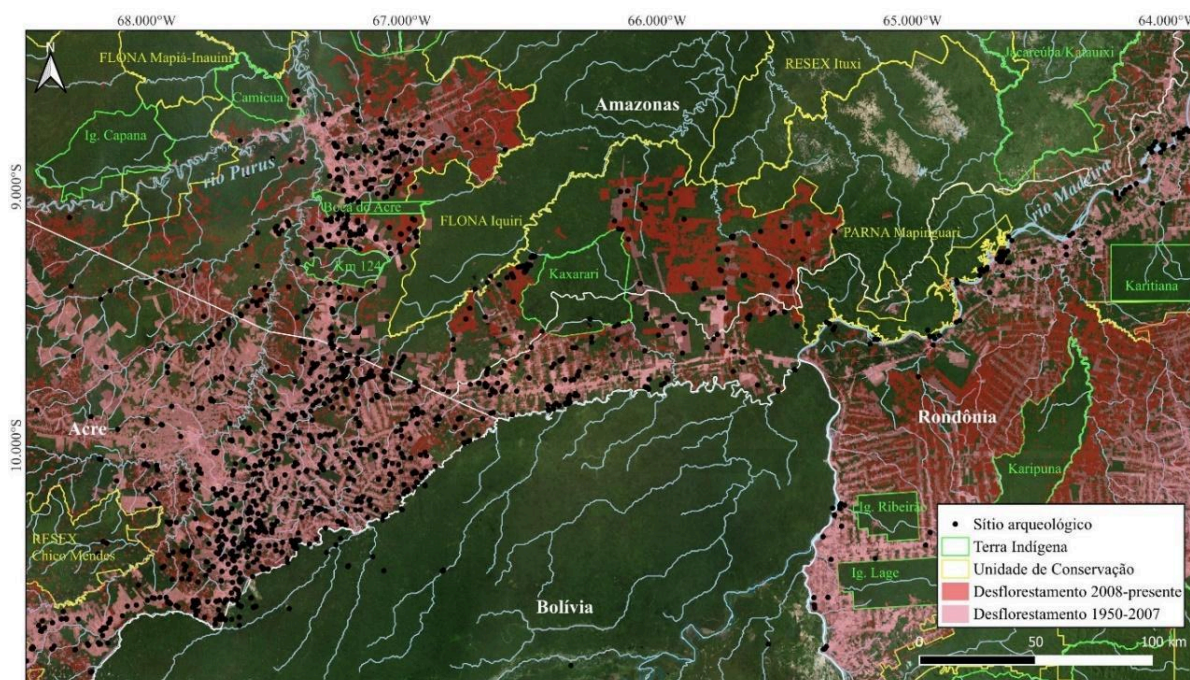 68.000°W 67.000°W 66.000°W 65.000°W 64.000°W
N
FLONA Mapiá-Inauini
Camicua
Ig. Capana
rio Purus
Amazonas
RESEX Ituxi
Jacareúba/Katauixi
rio Madeira
9.000°S
Boca do Acre
FLONA Iquiri
Km 124
Kaxarari
PARNA Mapinguari
Karitiana
Acre
10.000°S
Rondônia
Karipuna
RESEX
Chico Mendes
Bolívia
Ig. Ribeirão
Ig. Lage
Sítio arqueológico
Terra Indígena
Unidade de Conservação
Desflorestamento 2008-presente
Desflorestamento 1950-2007
0 50 100 km